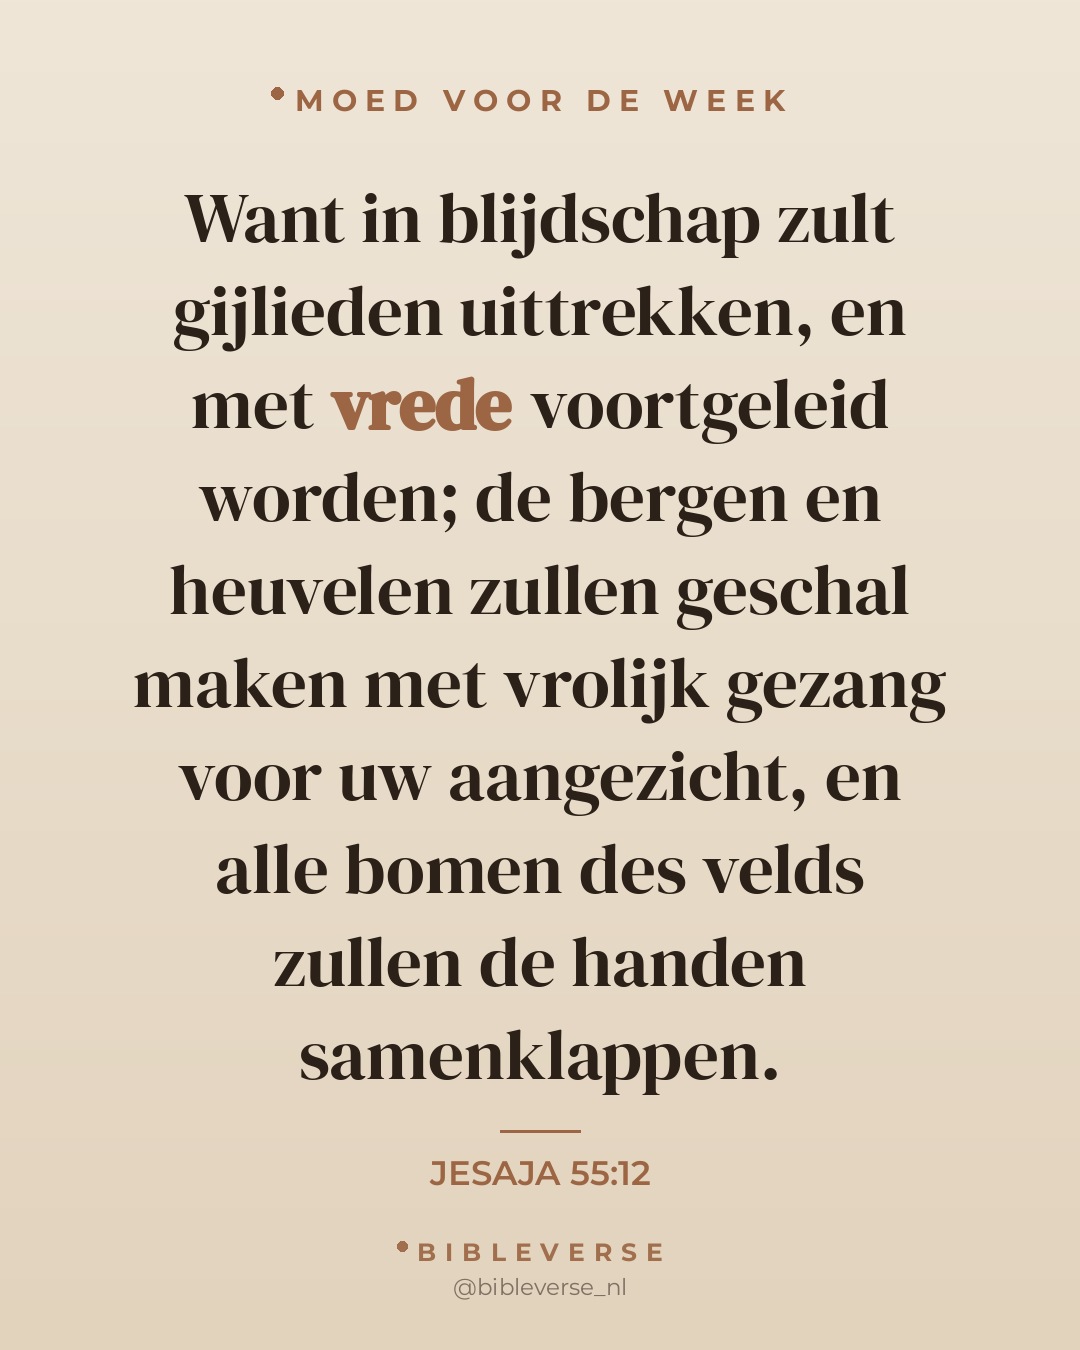 MOED VOOR DE WEEK
Want in blijdschap zult
gijlieden uittrekken, en
met vrede voortgeleid
worden; de bergen en
heuvelen zullen geschal
maken met vrolijk gezang
voor uw aangezicht, en
alle bomen des velds
zullen de handen
samenklappen.
JESAJA 55:12
BIBLEVERSE
@bibleverse_nl